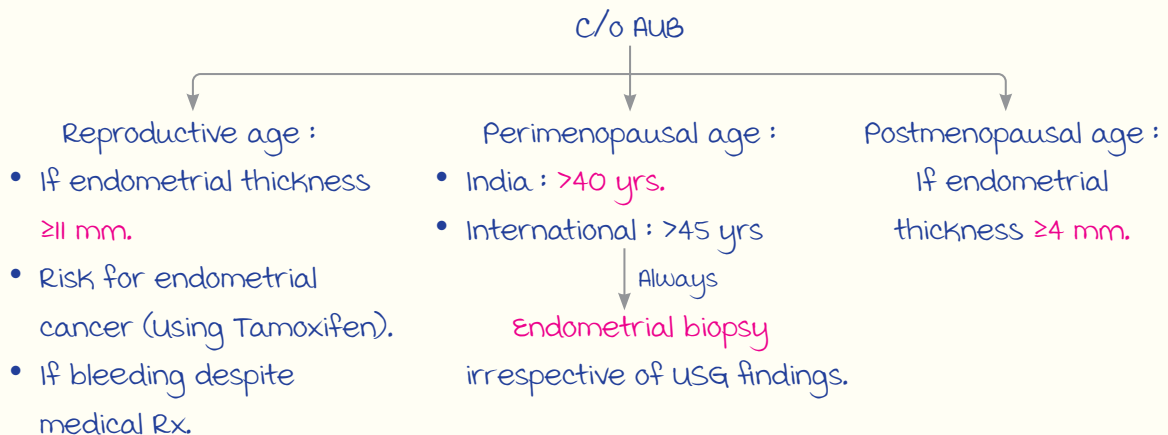 C/o AUB
Reproductive age :
• If endometrial thickness
≥11 mm.
• Risk for endometrial
cancer (Using Tamoxifen).
• If bleeding despite
medical Rx.
Perimenopausal age :
• India : >40 yrs.
• International : >45 yrs
Always
Endometrial biopsy
irrespective of USG findings.
Postmenopausal age :
If endometrial
thickness ≥4 mm.